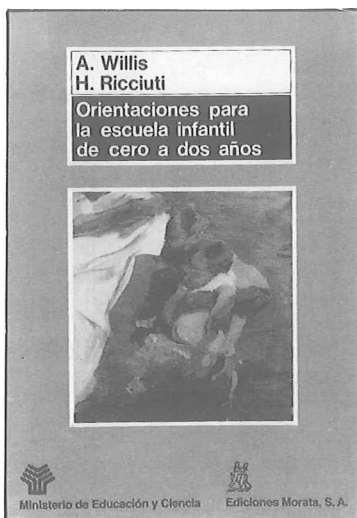 A. Willis
H. Ricciuti
Orientaciones para
la escuela infantil
de cero a dos años
Ministerio de Educación y Ciencia
Ediciones Morata, S. A.